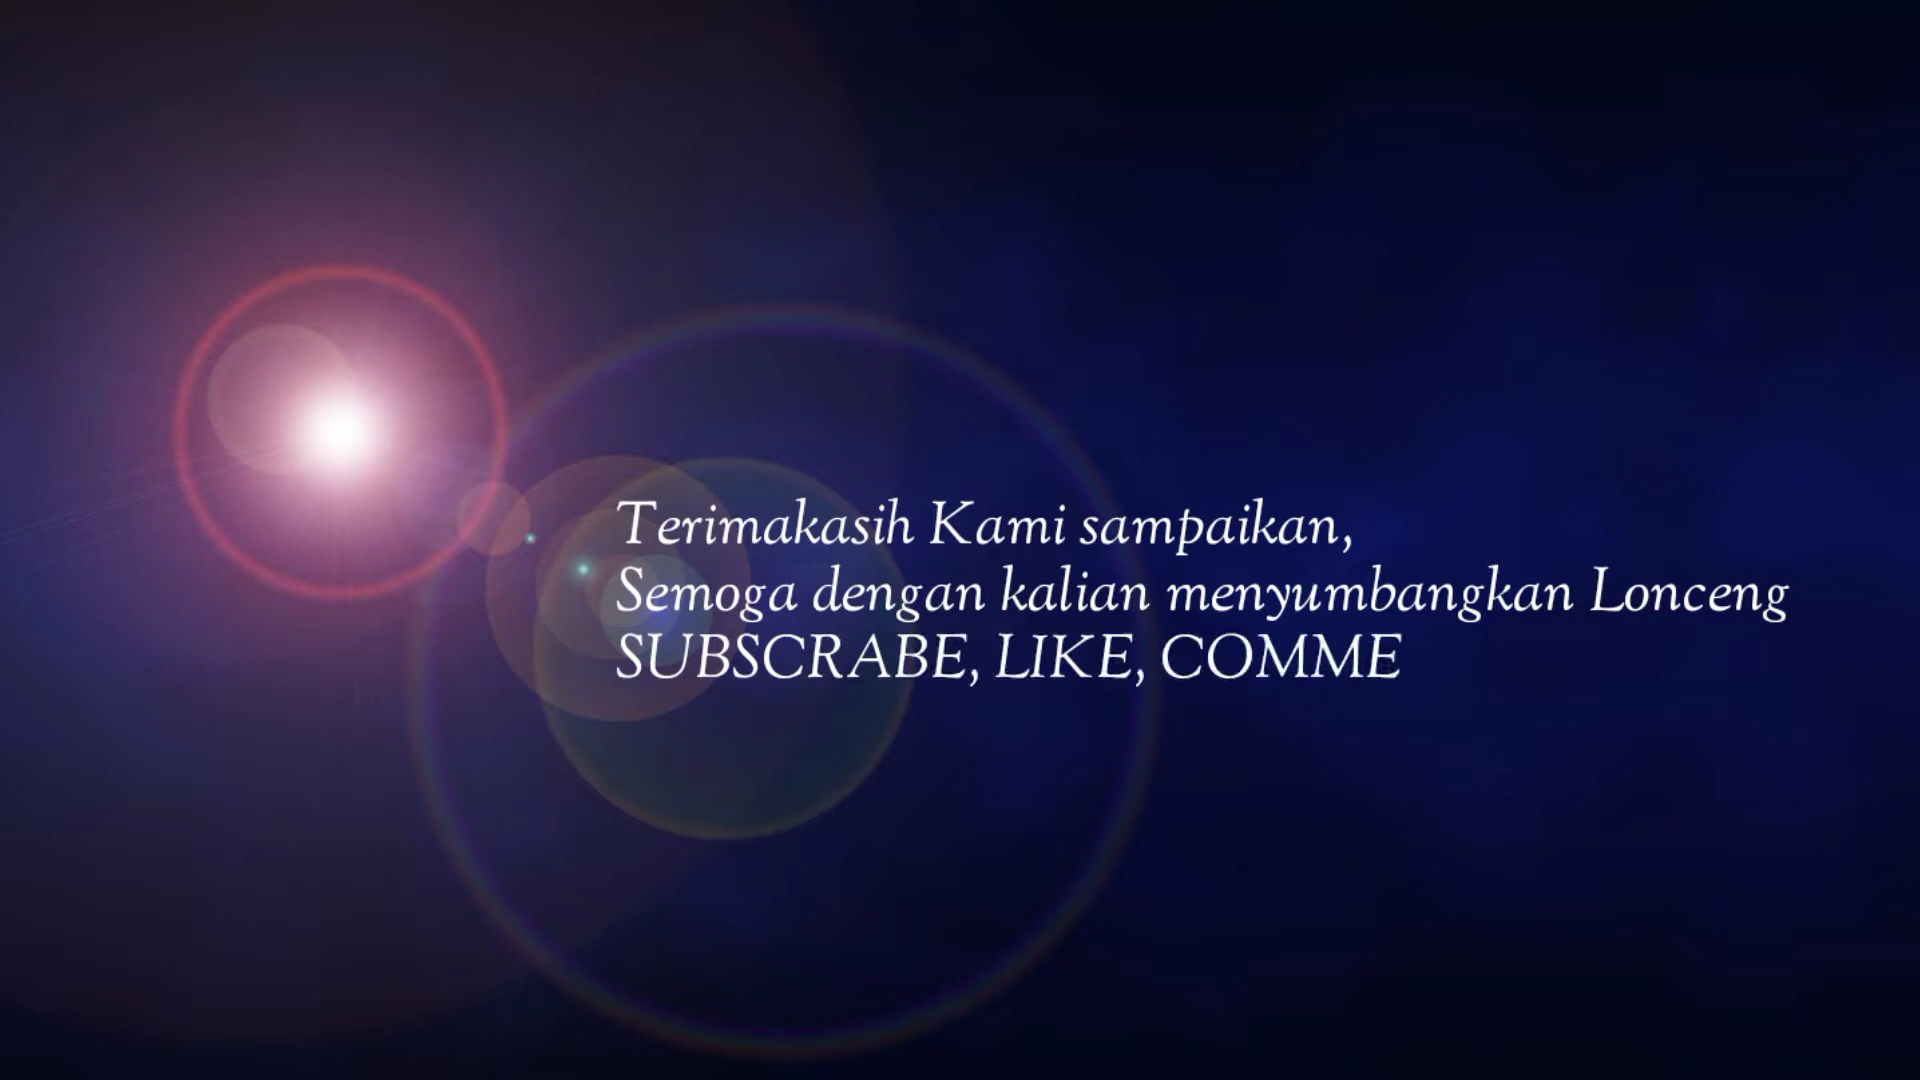 Terimakasih Kami sampaikan,
Semoga dengan kalian menyumbangkan Lonceng
SUBSCRABE, LIKE, COMME